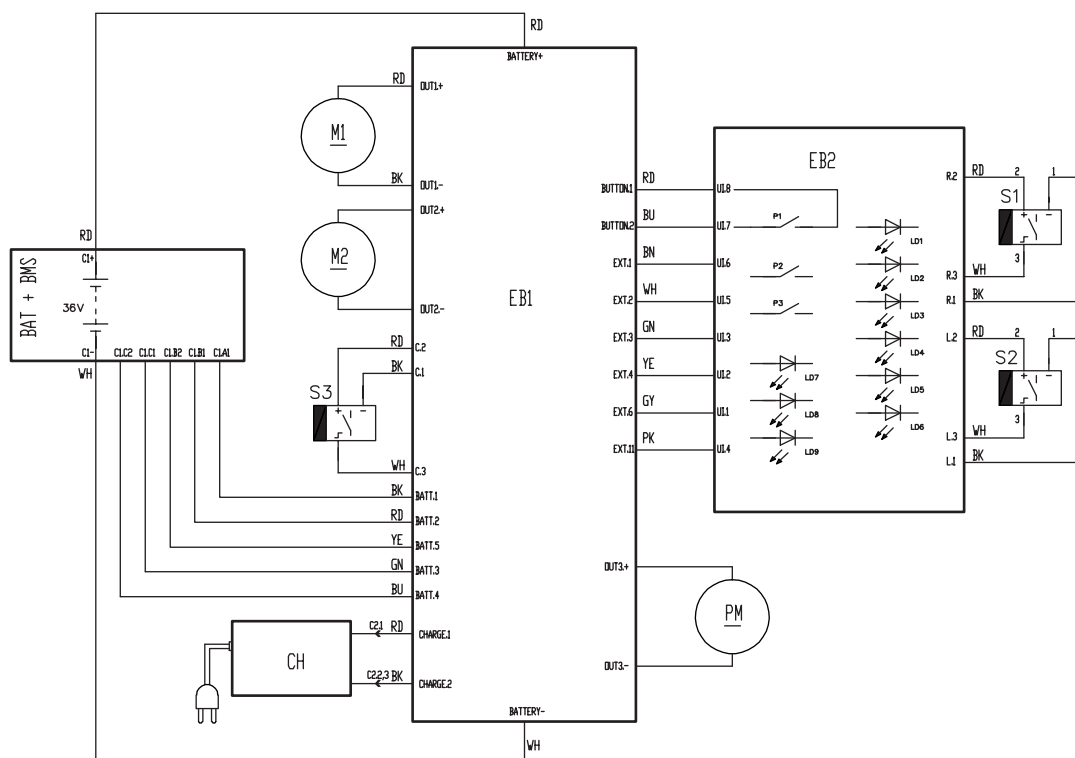 RD
BATTERY+
RD
OUT1.+
M1
BK
OUT1.-
OUT2.+
M2
OUT2.-
RD
C1+
BAT + BMS
36V
C1-
WH
C1.C2
C1.C1
C1.B2
C1.B1
C1.A1
EB1
RD
C.2
BK
C.1
S3
+
-
WH
C.3
BK
BATT.1
RD
BATT.2
YE
BATT.5
GN
BATT.3
BU
BATT.4
CH
C2.1
RD
CHARGE.1
C2.2,3
BK
CHARGE.2
BATTERY-
WH
BUTTON.1
RD
UI.8
BUTTON.2
BU
UI.7
EXT.1
BN
UI.6
EXT.2
WH
UI.5
EXT.3
GN
UI.3
EXT.4
YE
UI.2
EXT.6
GY
UI.1
EXT.11
PK
UI.4
EB2
P1
P2
P3
LD1
LD2
LD3
LD4
LD5
LD6
LD7
LD8
LD9
R.2
RD
2
1
S1
+
-
3
R.3
WH
R.1
BK
L.2
RD
2
1
S2
+
-
3
L.3
WH
L.1
BK
OUT3.+
PM
OUT3.-